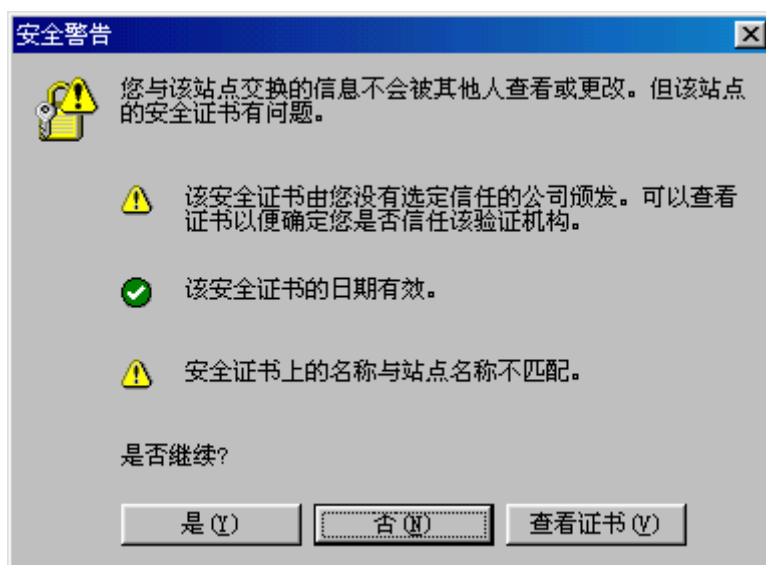 安全警告
您与该站点交换的信息不会被其他人查看或更改。但该站点
的安全证书有问题。
该安全证书由您没有选定信任的公司颁发。可以查看
证书以便确定您是否信任该验证机构。
该安全证书的日期有效。
安全证书上的名称与站点名称不匹配。
是否继续?
是(Y) 否(N) 查看证书(V)